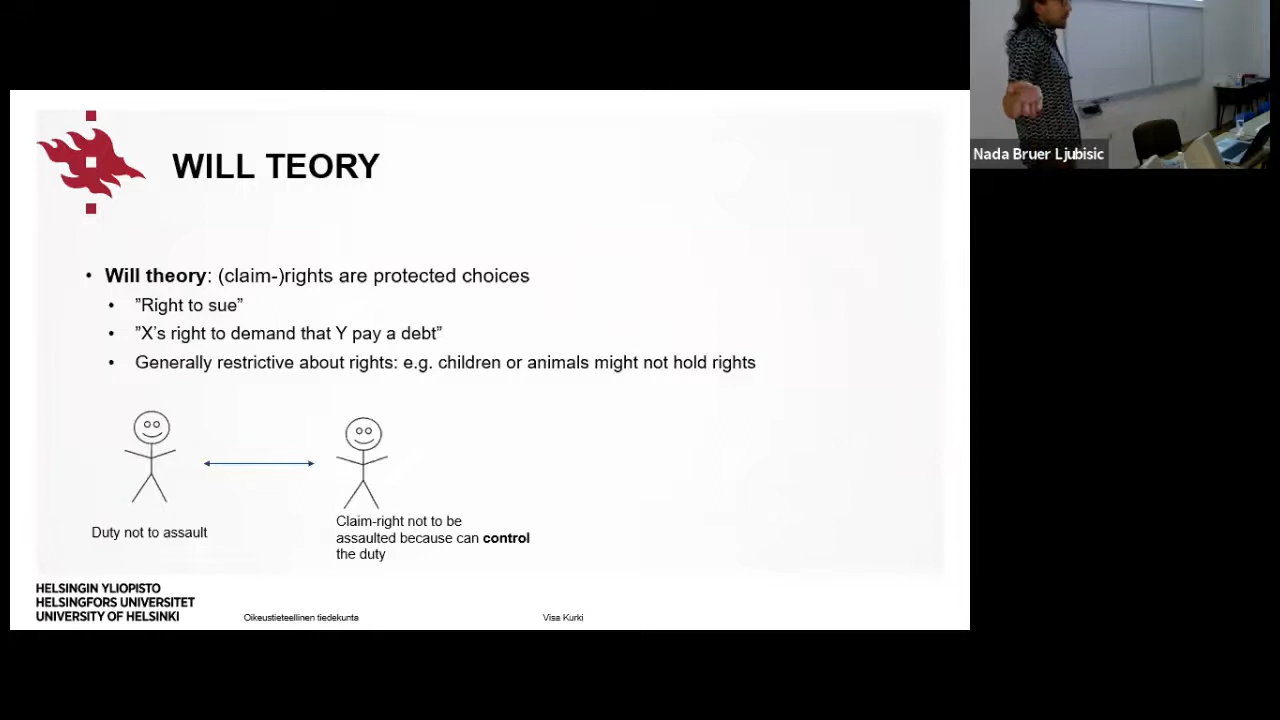 WILL TEORY
• Will theory: (claim-)rights are protected choices
• ”Right to sue”
• ”X’s right to demand that Y pay a debt”
• Generally restrictive about rights: e.g. children or animals might not hold rights
Duty not to assault
Claim-right not to be
assaulted because can control
the duty
HELSINGIN YLIOPISTO
HELSINGFORS UNIVERSITET
UNIVERSITY OF HELSINKI
Oikeustieteellinen tiedekunta
Visa Kurki
Nada Bruer Ljubisic